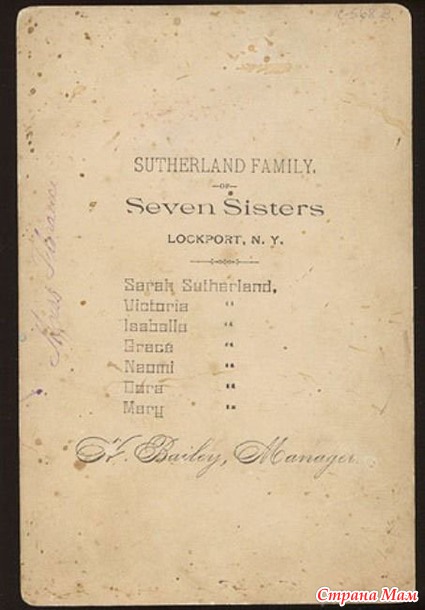 SUTHERLAND FAMILY.
—OF—
Seven Sisters
LOCKPORT, N. Y.
Sarah Sutherland,
Victoria "
Isabella "
Grace "
Naomi "
Dora "
Mary "
Bailey, Manager
Страна Мам